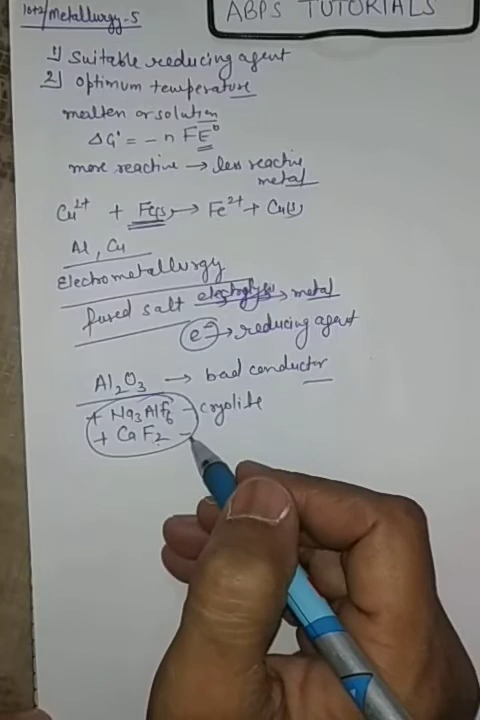 10+2/Metallurgy-5
ABPS TUTORIALS
1) Suitable reducing agent
2) Optimum temperature
molten or solution
ΔG° = -nFE°
more reactive → less reactive
metal
Cu²⁺ + Fe(s) → Fe²⁺ + Cu(s)
Al, Cu
Electrometallurgy
fused salt electrolysis → metal
e⁻ → reducing agent
Al₂O₃ → bad conductor
+ Na₃AlF₆ - cryolite
+ CaF₂ -